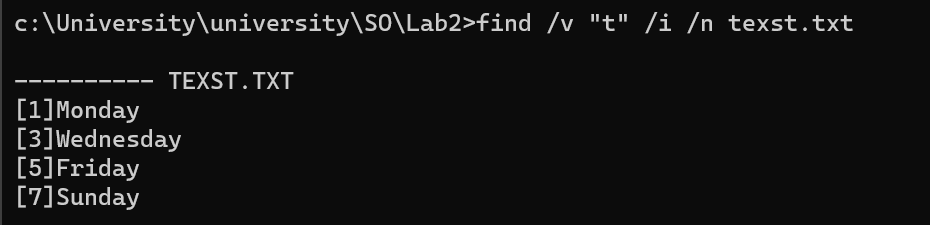 c:\University\university\SO\Lab2>find /v "t" /i /n texst.txt
---------- TEXST.TXT
[1]Monday
[3]Wednesday
[5]Friday
[7]Sunday